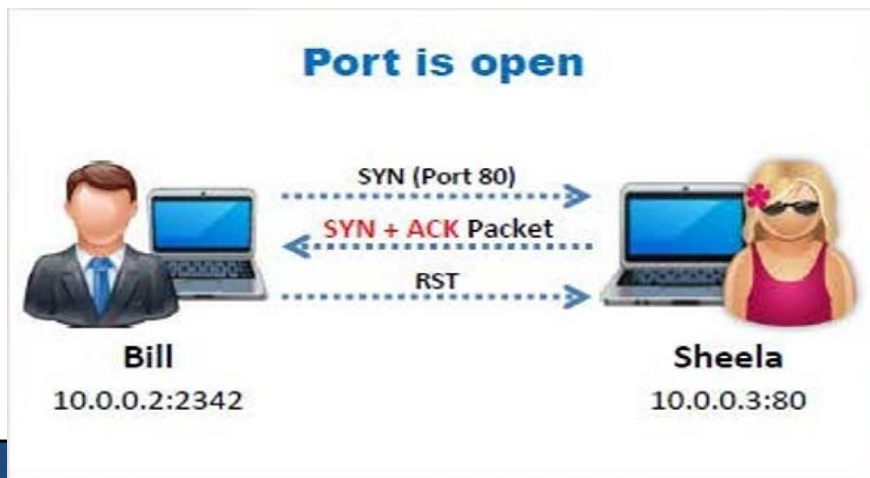 Port is open
SYN (Port 80)
SYN + ACK Packet
RST
Bill
Sheela
10.0.0.2:2342
10.0.0.3:80